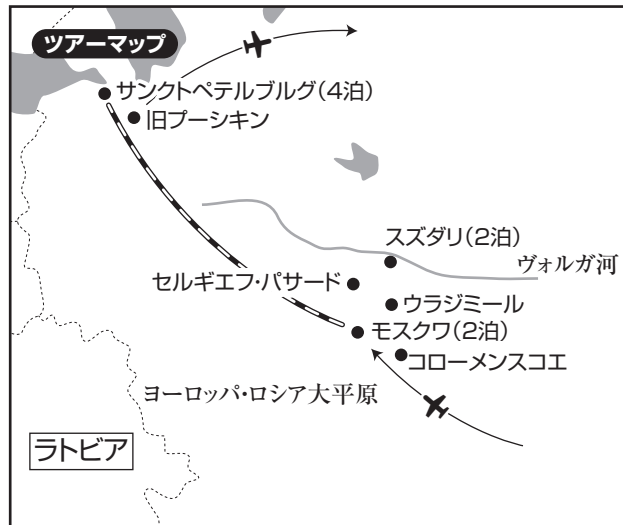 ツアーマップ
サンクトペテルブルグ(4泊)
旧プーシキン
スズダリ(2泊)
ヴォルガ河
セルギエフ・パサード
ウラジミール
モスクワ(2泊)
コローメンスコエ
ヨーロッパ・ロシア大平原
ラトビア